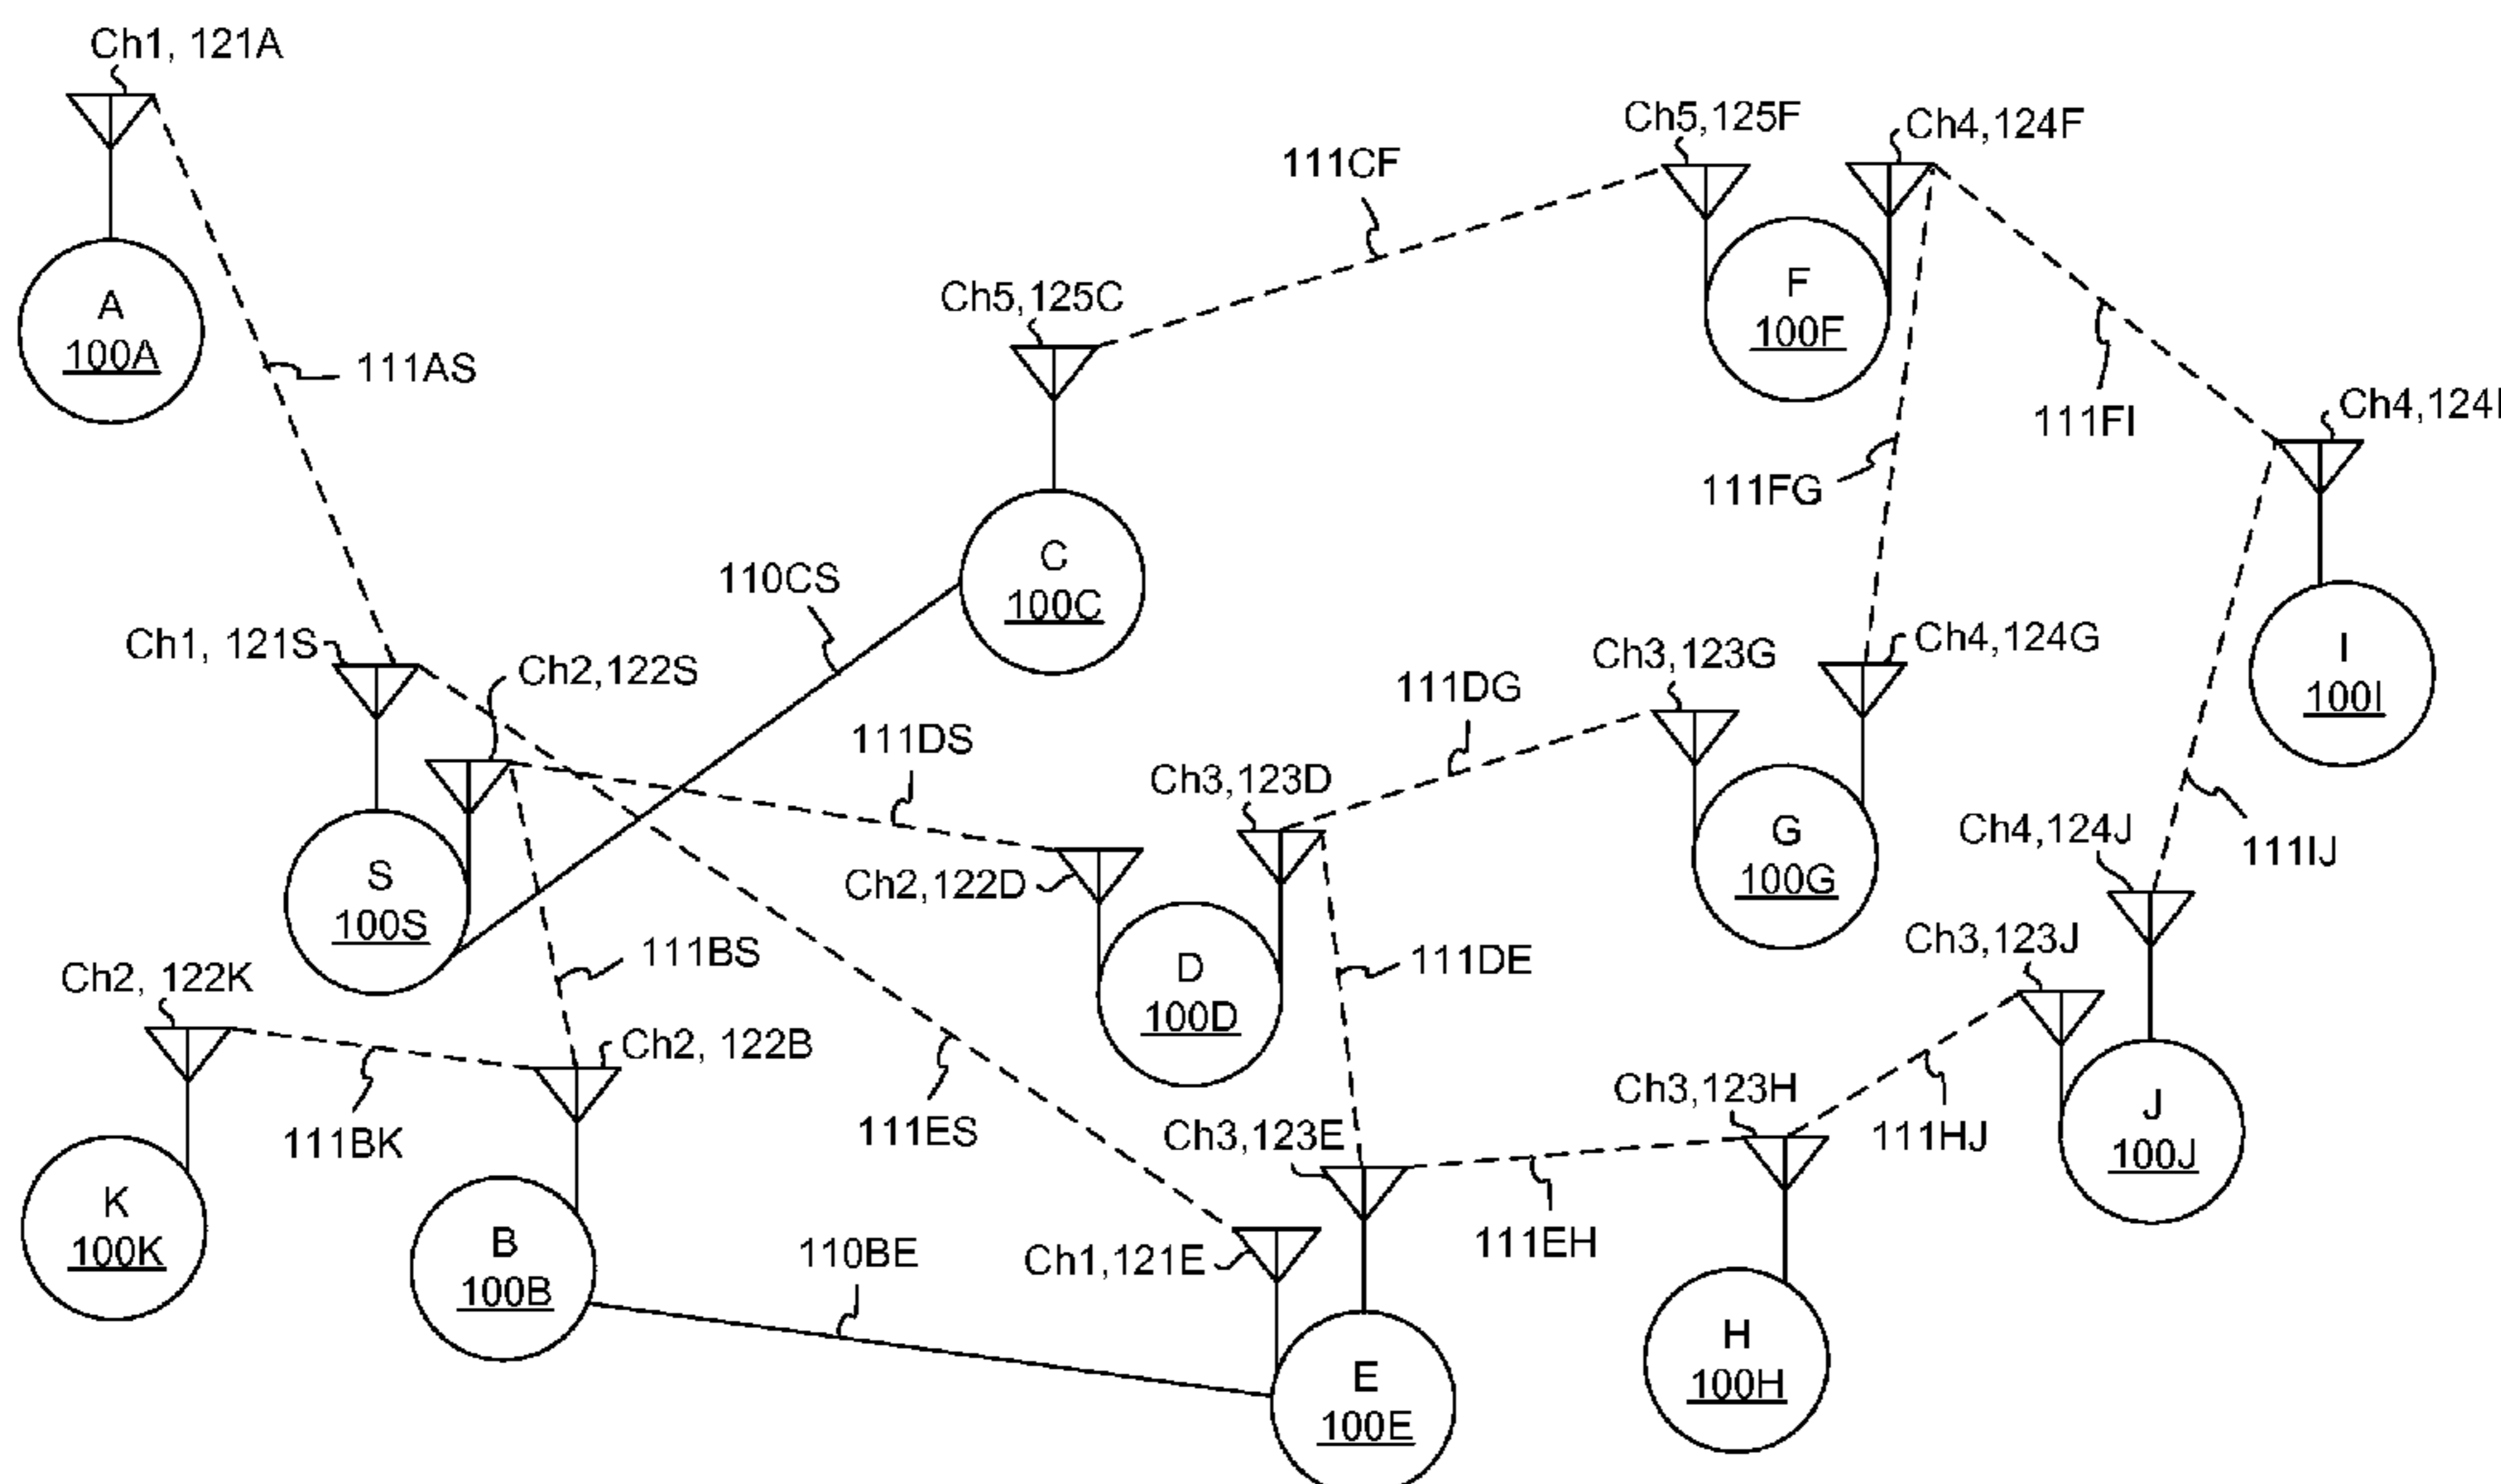 Ch1, 121A
Ch5,125F
Ch4,124F
111CF
A
100A
111AS
Ch5,125C
F
100F
111FI
Ch4,124I
111FG
C
100C
110CS
Ch1, 121S
Ch2,122S
Ch3,123G
Ch4,124G
I
100I
111DG
111DS
Ch3,123D
Ch4,124J
G
100G
111IJ
Ch2,122D
S
100S
111BS
D
100D
111DE
Ch3,123J
Ch2, 122K
Ch2, 122B
111BK
111ES
Ch3,123E
Ch3,123H
111HJ
J
100J
K
100K
B
100B
110BE
Ch1,121E
111EH
H
100H
E
100E